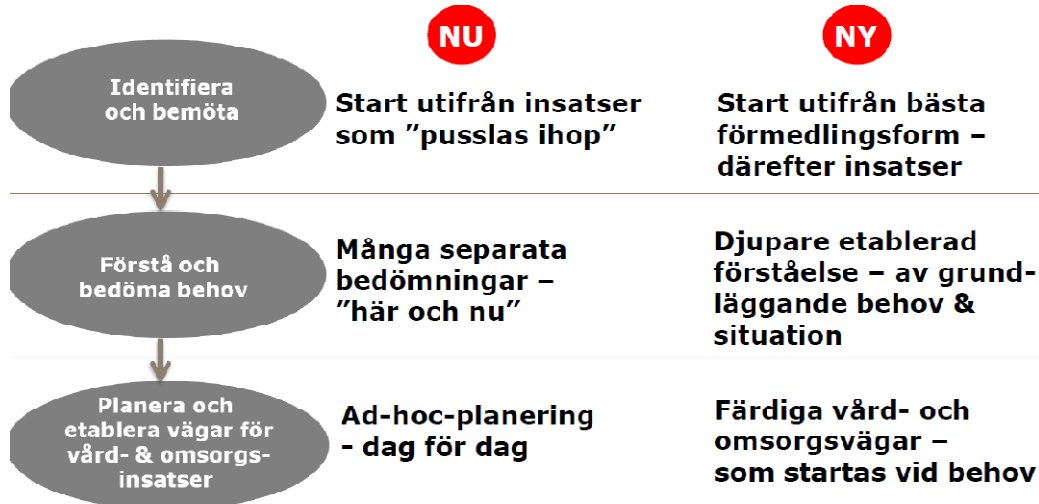 NU
NY
Identifiera
och bemöta
Start utifrån insatser
som ”pusslas ihop”
Start utifrån bästa
förmedlingsform –
därefter insatser
Förstå och
bedöma behov
Många separata
bedömningar –
”här och nu”
Djupare etablerad
förståelse – av grund-
läggande behov &
situation
Planera och
etablera vägar för
vård- & omsorgs-
insatser
Ad-hoc-planering
- dag för dag
Färdiga vård- och
omsorgsvägar –
som startas vid behov